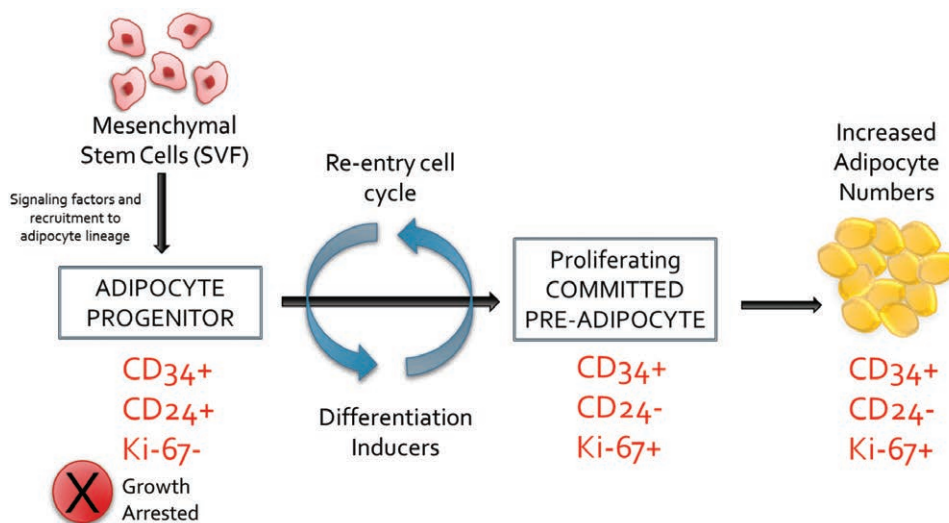 Mesenchymal
Stem Cells (SVF)
Signaling factors and
recruitment to
adipocyte lineage
ADIPOCYTE
PROGENITOR
CD34+
CD24+
Ki-67-
X
Growth
Arrested
Re-entry cell
cycle
Differentiation
Inducers
Proliferating
COMMITTED
PRE-ADIPOCYTE
CD34+
CD24-
Ki-67+
Increased
Adipocyte
Numbers
CD34+
CD24-
Ki-67+